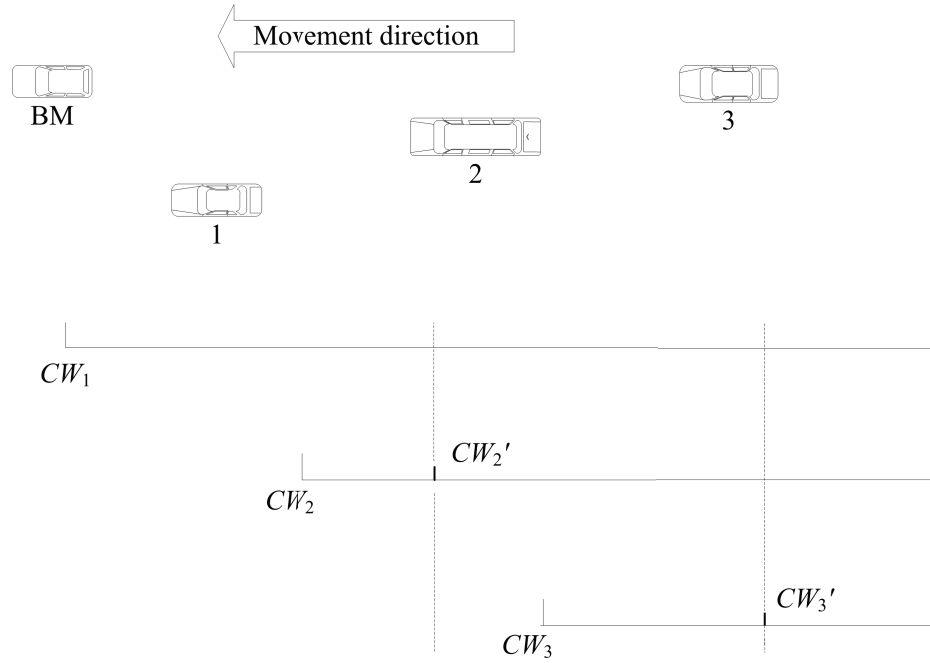 Movement direction
BM
3
2
1
CW₁
CW₂′
CW₂
CW₃′
CW₃